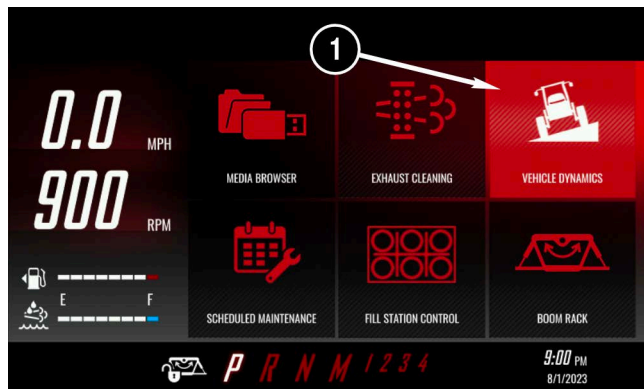 1
0.0 MPH
MEDIA BROWSER
EXHAUST CLEANING
VEHICLE DYNAMICS
900 RPM
E F
SCHEDULED MAINTENANCE
FILL STATION CONTROL
BOOM RACK
P R N M 1 2 3 4
9:00 PM
8/1/2023